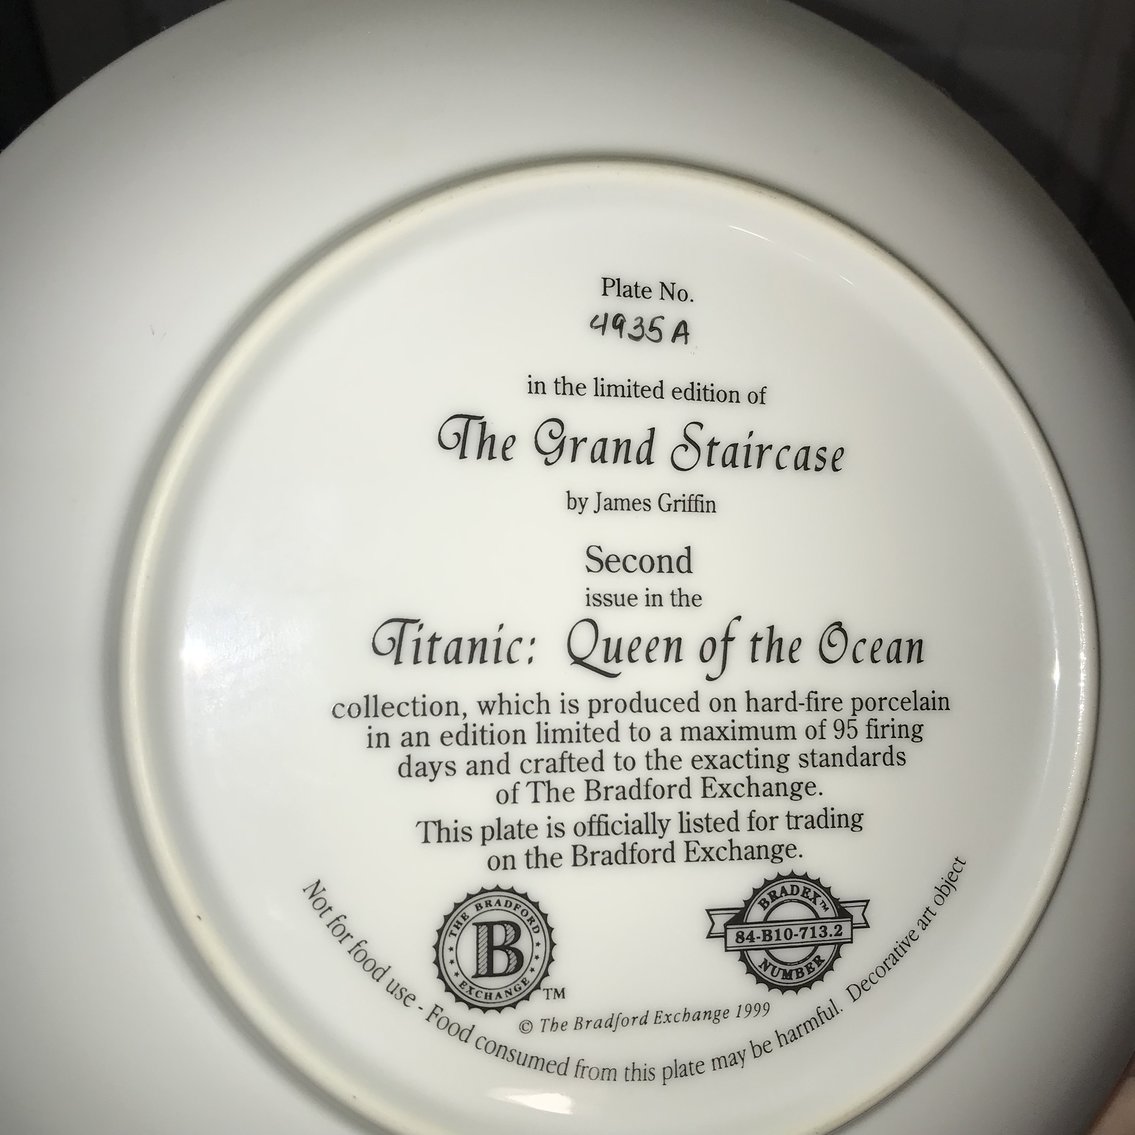 Plate No.
4935A
in the limited edition of
The Grand Staircase
by James Griffin
Second
issue in the
Titanic: Queen of the Ocean
collection, which is produced on hard-fire porcelain
in an edition limited to a maximum of 95 firing
days and crafted to the exacting standards
of The Bradford Exchange.
This plate is officially listed for trading
on the Bradford Exchange.
THE BRADFORD
B
EXCHANGE
TM
BRADEX™
84-B10-713.2
NUMBER
© The Bradford Exchange 1999
Not for food use - Food consumed from this plate may be harmful. Decorative art object